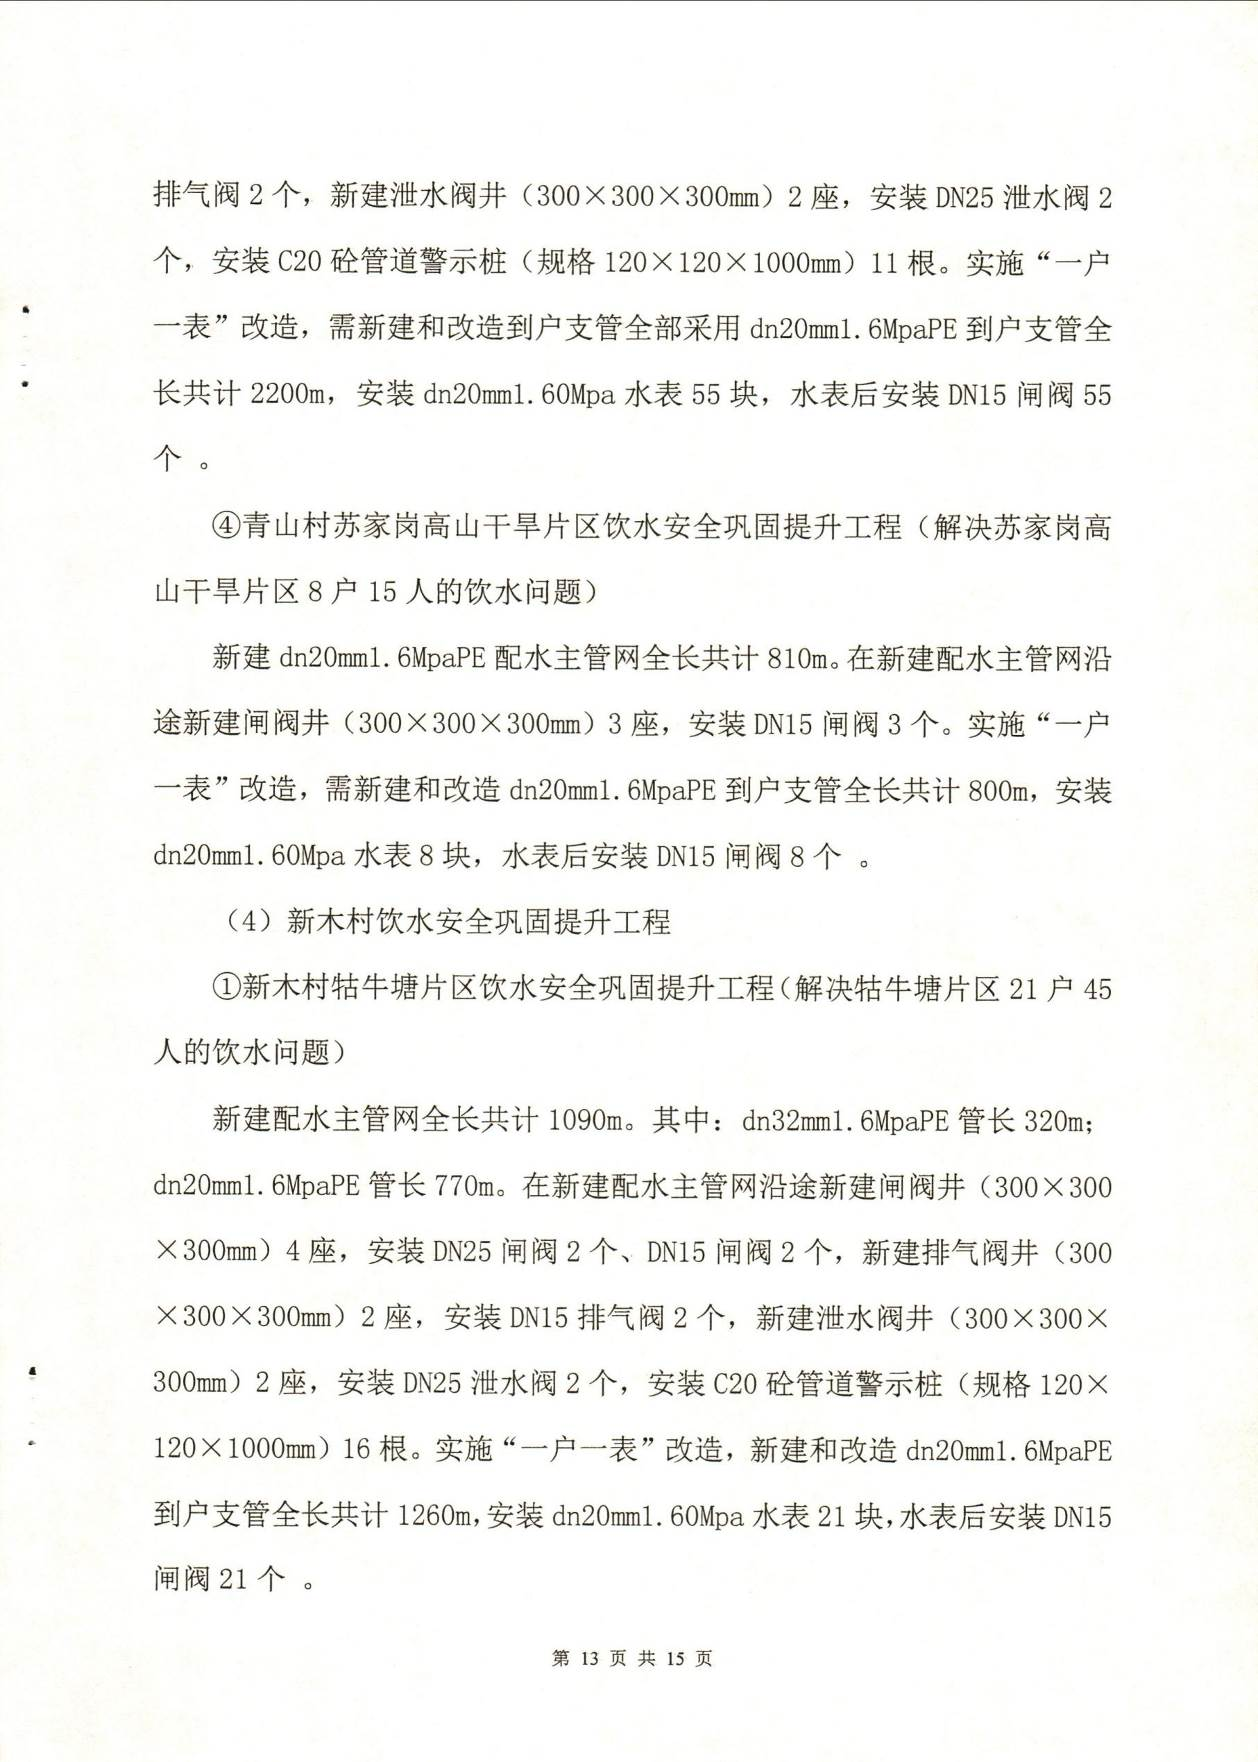 排气阀 2 个，新建泄水阀井（300×300×300mm）2 座，安装 DN25 泄水阀 2
个，安装 C20 砼管道警示桩（规格 120×120×1000mm）11 根。实施“一户
一表”改造，需新建和改造到户支管全部采用 dn20mm1.6MpaPE 到户支管全
长共计 2200m，安装 dn20mm1.60Mpa 水表 55 块，水表后安装 DN15 闸阀 55
个 。
④青山村苏家岗高山干旱片区饮水安全巩固提升工程（解决苏家岗高
山干旱片区 8 户 15 人的饮水问题）
新建 dn20mm1.6MpaPE 配水主管网全长共计 810m。在新建配水主管网沿
途新建闸阀井（300×300×300mm）3 座，安装 DN15 闸阀 3 个。实施“一户
一表”改造，需新建和改造 dn20mm1.6MpaPE 到户支管全长共计 800m，安装
dn20mm1.60Mpa 水表 8 块，水表后安装 DN15 闸阀 8 个 。
（4）新木村饮水安全巩固提升工程
①新木村牯牛塘片区饮水安全巩固提升工程（解决牯牛塘片区 21 户 45
人的饮水问题）
新建配水主管网全长共计 1090m。其中：dn32mm1.6MpaPE 管长 320m；
dn20mm1.6MpaPE 管长 770m。在新建配水主管网沿途新建闸阀井（300×300
×300mm）4 座，安装 DN25 闸阀 2 个、DN15 闸阀 2 个，新建排气阀井（300
×300×300mm）2 座，安装 DN15 排气阀 2 个，新建泄水阀井（300×300×
300mm）2 座，安装 DN25 泄水阀 2 个，安装 C20 砼管道警示桩（规格 120×
120×1000mm）16 根。实施“一户一表”改造，新建和改造 dn20mm1.6MpaPE
到户支管全长共计 1260m，安装 dn20mm1.60Mpa 水表 21 块，水表后安装 DN15
闸阀 21 个 。
第 13 页 共 15 页